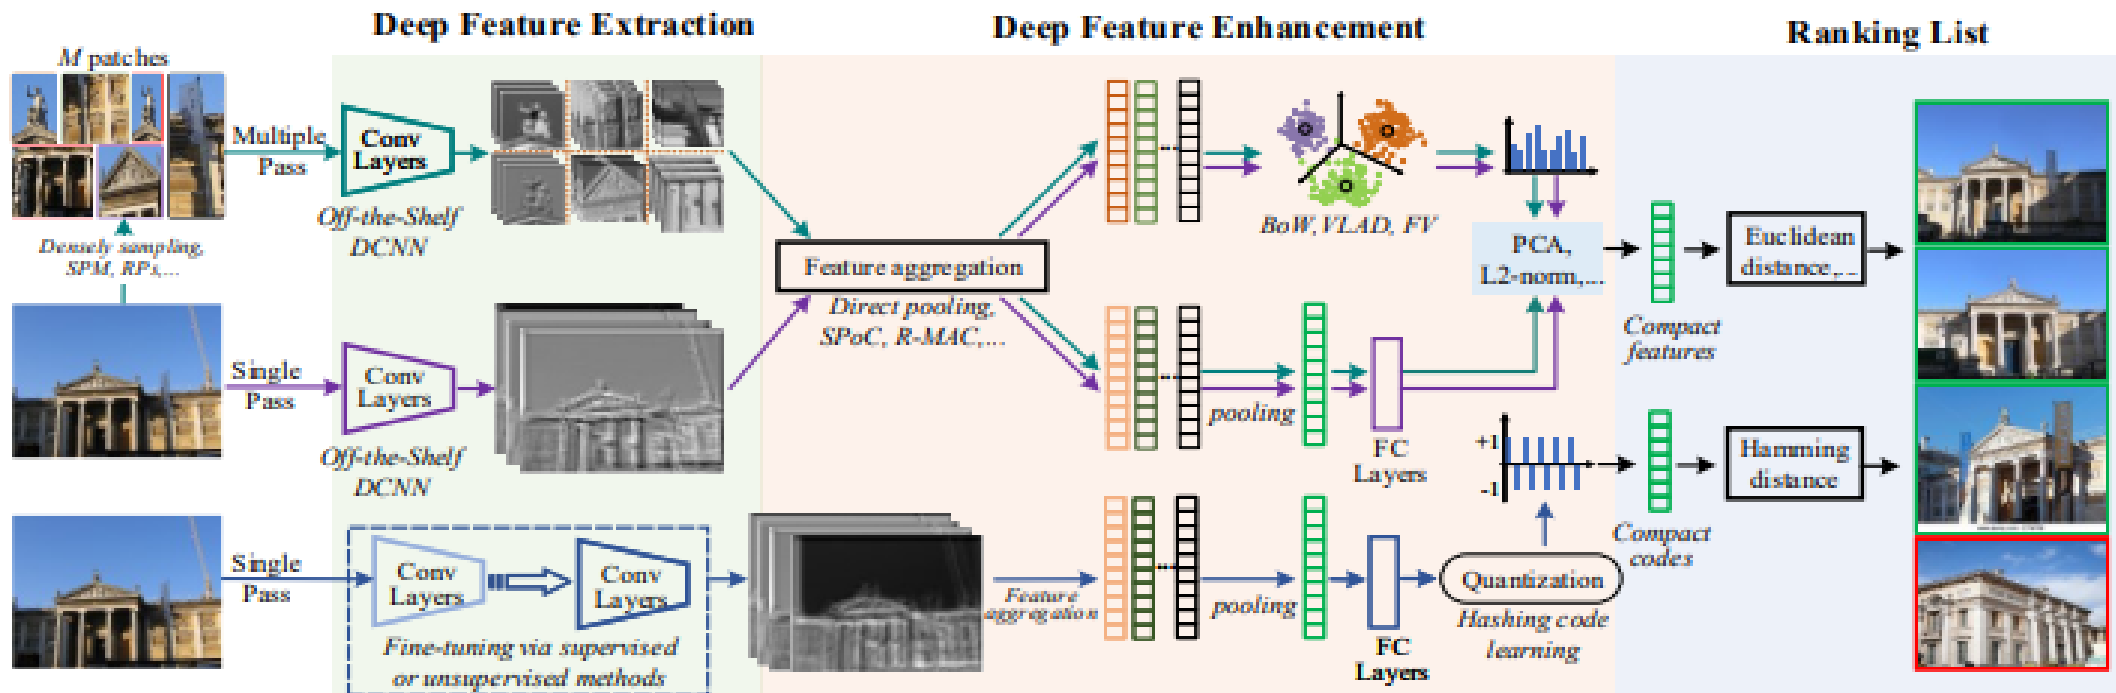 Deep Feature Extraction
Deep Feature Enhancement
Ranking List
M patches
Multiple
Pass
Conv
Layers
Off-the-Shelf
DCNN
Densely sampling,
SPM, RPs,...
Single
Pass
Conv
Layers
Off-the-Shelf
DCNN
Feature aggregation
Direct pooling,
SPoC, R-MAC,...
BoW, VLAD, FV
PCA,
L2-norm,...
pooling
FC
Layers
Compact
features
Euclidean
distance,...
Single
Pass
Conv
Layers
Conv
Layers
Fine-tuning via supervised
or unsupervised methods
Feature
aggregation
pooling
FC
Layers
Quantization
Hashing code
learning
+1
-1
Compact
codes
Hamming
distance